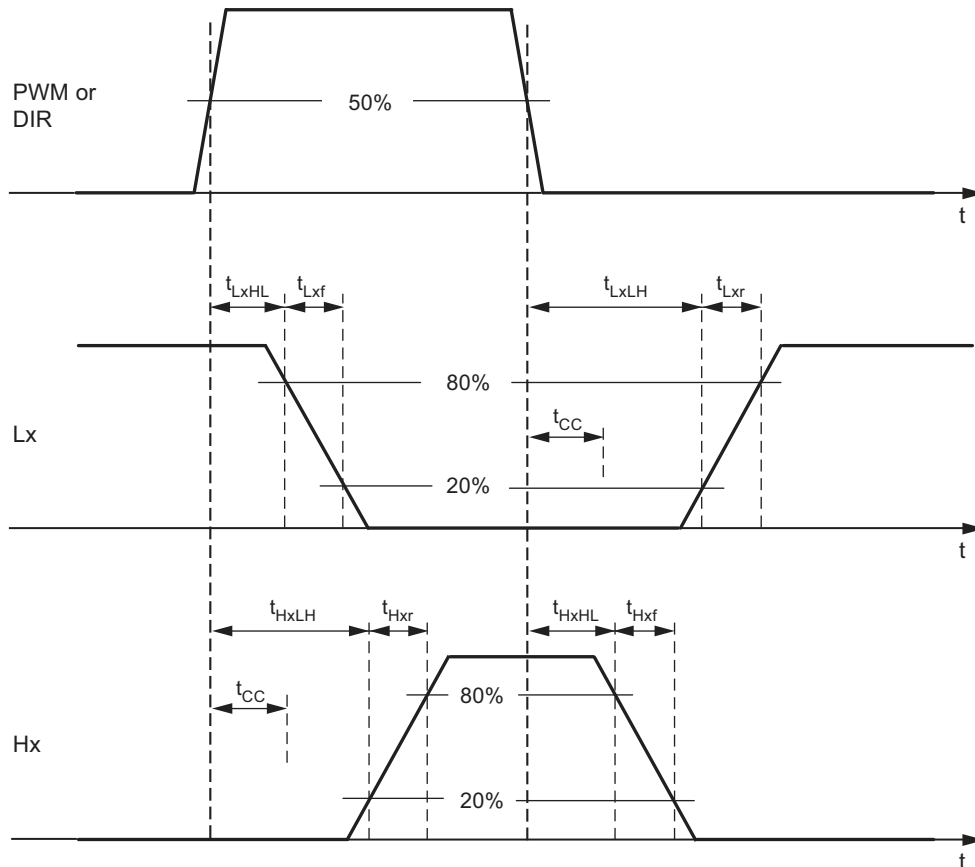 PWM or
DIR
50%
t
tLxHL
tLxf
tLxLH
tLxr
80%
Lx
tCC
20%
t
tHxLH
tHxr
tHxHL
tHxf
tCC
80%
Hx
20%
t